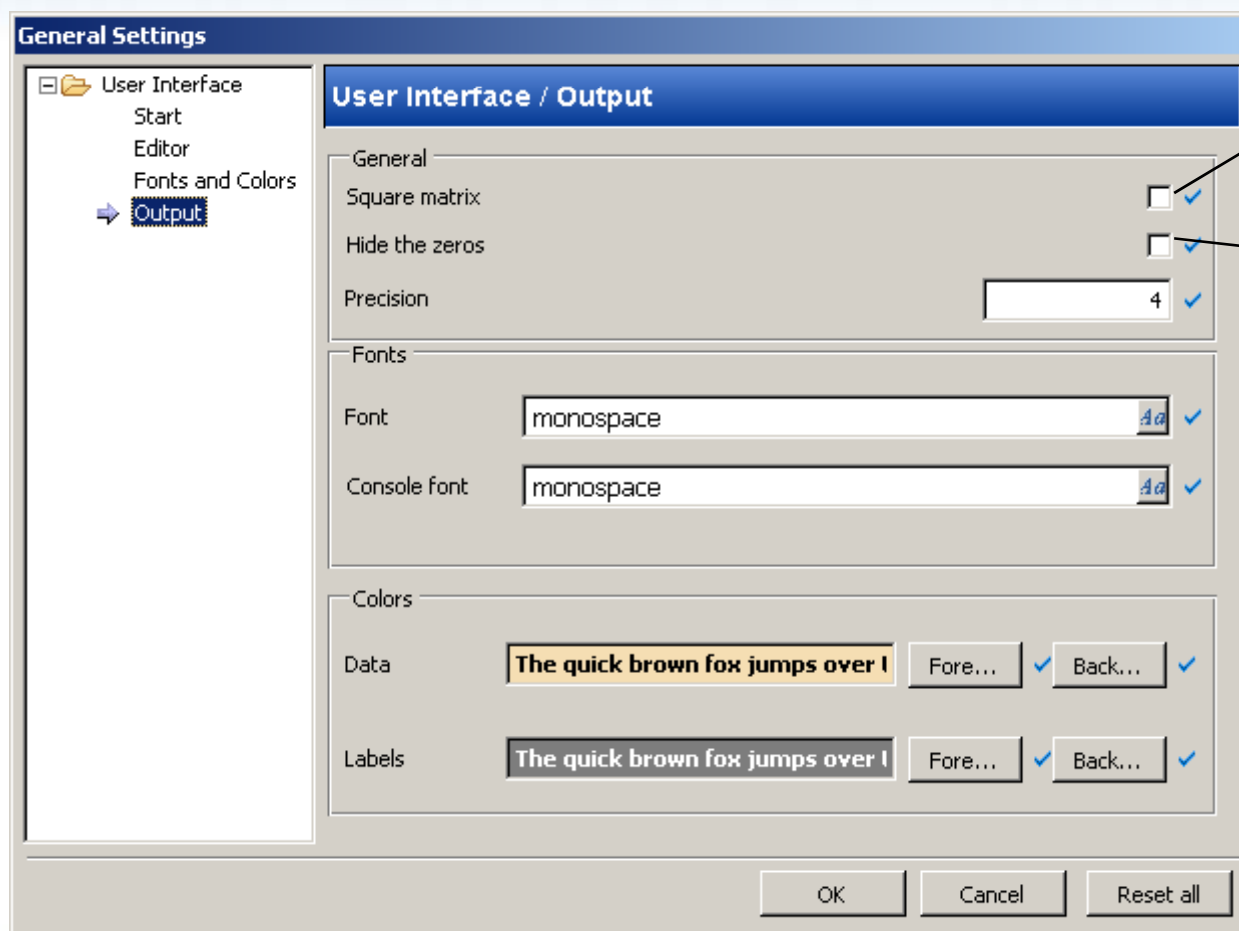 General Settings
User Interface
Start
Editor
Fonts and Colors
Output
User Interface / Output
General
Square matrix
Hide the zeros
Precision
4
Fonts
Font
monospace
Aa
Console font
monospace
Aa
Colors
Data
The quick brown fox jumps over
Fore...
Back...
Labels
The quick brown fox jumps over
Fore...
Back...
OK
Cancel
Reset all